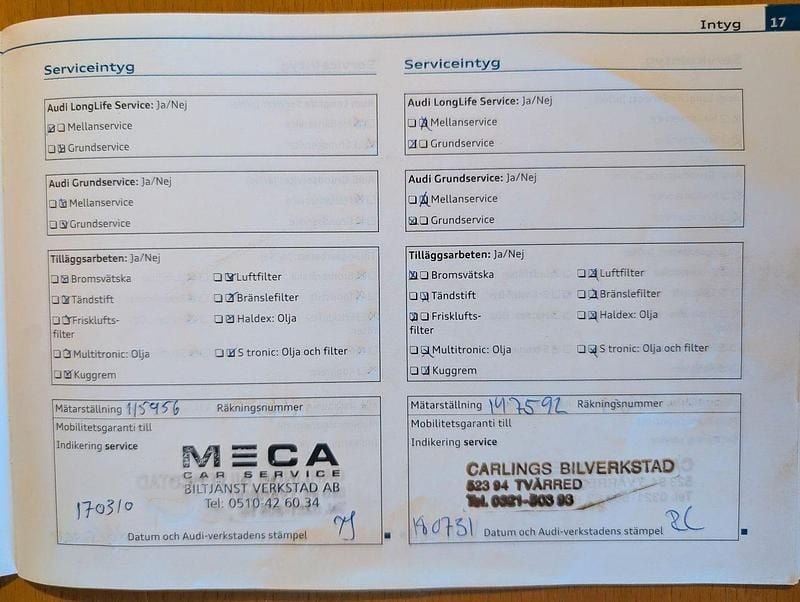 Intyg 17
Serviceintyg
Audi LongLife Service: Ja/Nej
Mellanservice
Grundservice
Audi Grundservice: Ja/Nej
Mellanservice
Grundservice
Tilläggsarbeten: Ja/Nej
Bromsvätska Luftfilter
Tändstift Bränslefilter
Frisklufts- Haldex: Olja
filter
Multitronic: Olja S tronic: Olja och filter
Kuggrem
Mätarställning 115956 Räkningsnummer
Mobilitetsgaranti till
Indikering service
MECA
CAR SERVICE
BILTJÄNST VERKSTAD AB
Tel: 0510-42 60 34
170310
Datum och Audi-verkstadens stämpel
Serviceintyg
Audi LongLife Service: Ja/Nej
Mellanservice
Grundservice
Audi Grundservice: Ja/Nej
Mellanservice
Grundservice
Tilläggsarbeten: Ja/Nej
Bromsvätska Luftfilter
Tändstift Bränslefilter
Frisklufts- Haldex: Olja
filter
Multitronic: Olja S tronic: Olja och filter
Kuggrem
Mätarställning 147592 Räkningsnummer
Mobilitetsgaranti till
Indikering service
CARLINGS BILVERKSTAD
523 94 TVÄRRED
Tel. 0321-503 93
180731 Datum och Audi-verkstadens stämpel